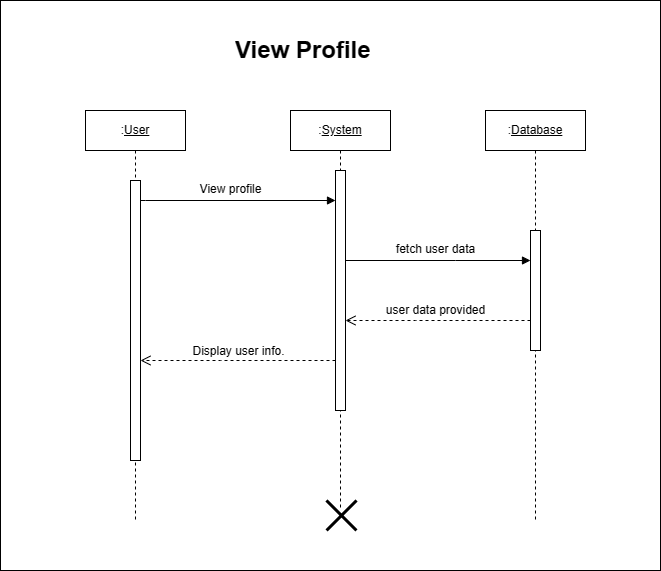 View Profile
:User
:System
:Database
View profile
fetch user data
user data provided
Display user info.